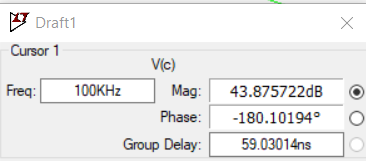 Draft1
Cursor 1
V(c)
Freq: 100KHz Mag: 43.875722dB
Phase: -180.10194°
Group Delay: 59.03014ns